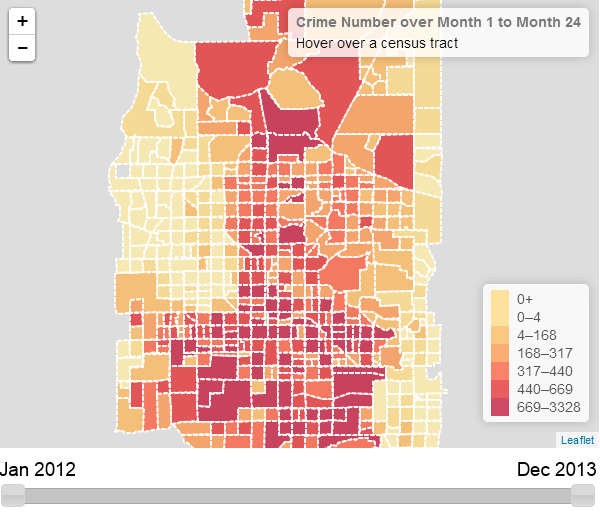 +
−
Crime Number over Month 1 to Month 24
Hover over a census tract
0+
0–4
4–168
168–317
317–440
440–669
669–3328
Leaflet
Jan 2012
Dec 2013